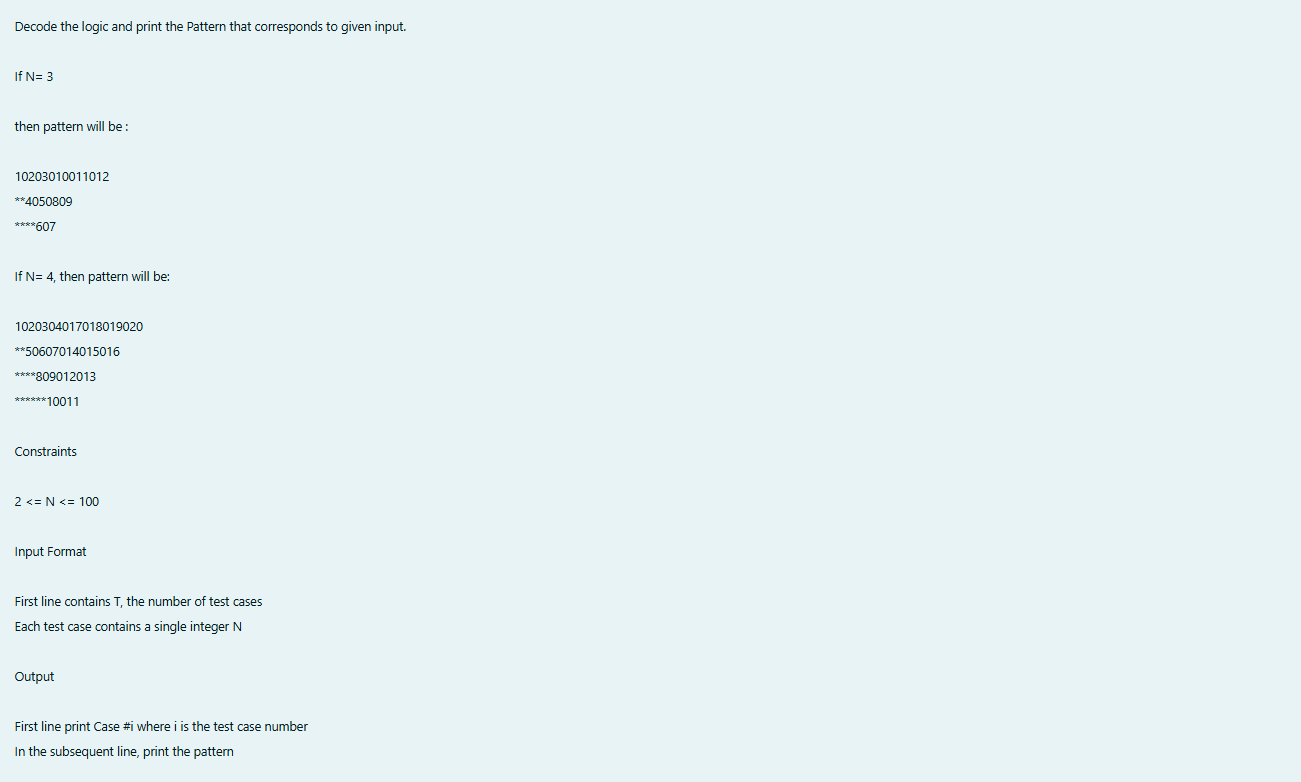 Decode the logic and print the Pattern that corresponds to given input.
If N= 3
then pattern will be :
10203010011012
**4050809
****607
If N= 4, then pattern will be:
1020304017018019020
**50607014015016
****809012013
******10011
Constraints
2 <= N <= 100
Input Format
First line contains T, the number of test cases
Each test case contains a single integer N
Output
First line print Case #i where i is the test case number
In the subsequent line, print the pattern